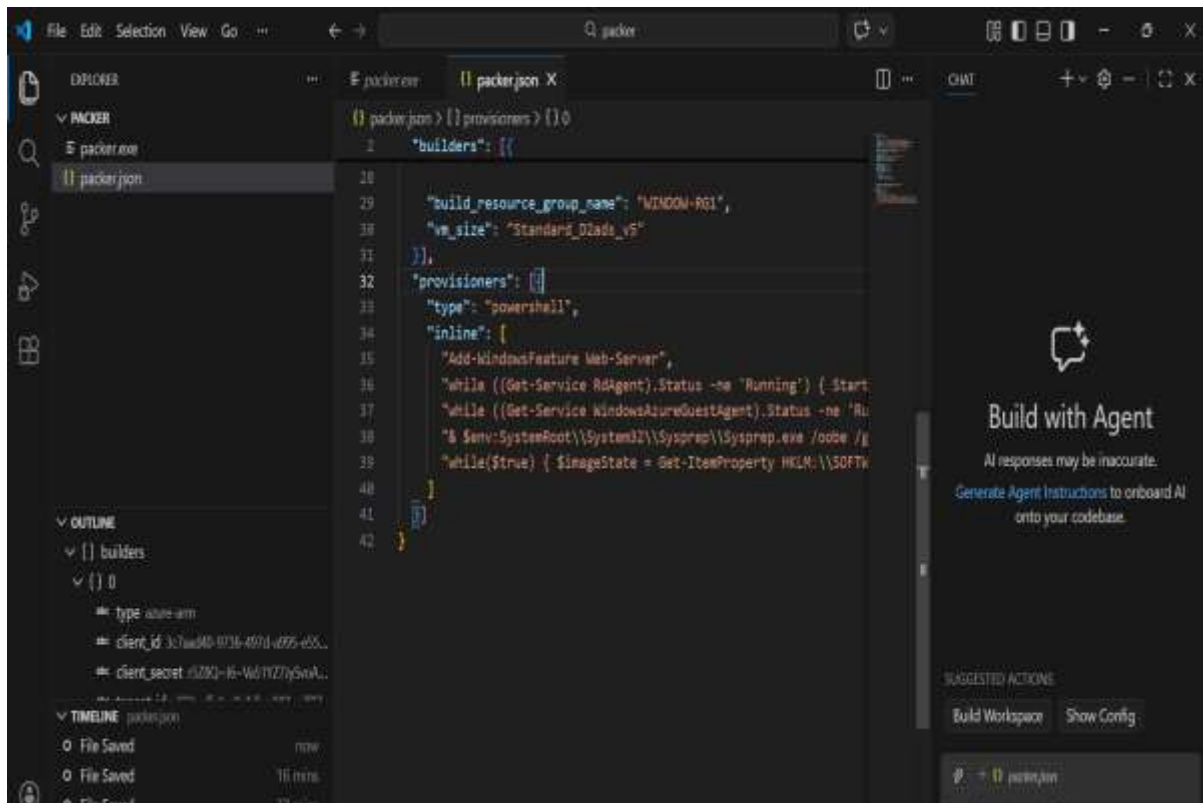 File Edit Selection View Go ···
packer
EXPLORER
PACKER
packer.exe
packer.json
packer.exe
packer.json
packer.json > [ ] provisioners > { } 0
2 "builders": [{
28
29 "build_resource_group_name": "WINDOW-RG1",
30 "vm_size": "Standard_D2ads_v5"
31 }],
32 "provisioners": [{
33 "type": "powershell",
34 "inline": [
35 "Add-WindowsFeature Web-Server",
36 "while ((Get-Service RdAgent).Status -ne 'Running') { Start
37 "while ((Get-Service WindowsAzureGuestAgent).Status -ne 'Ru
38 "& $env:SystemRoot\\System32\\Sysprep\\Sysprep.exe /oobe /g
39 "while($true) { $imageState = Get-ItemProperty HKLM:\\SOFTW
40 ]
41 }]
42 }
OUTLINE
[ ] builders
{ } 0
type azure-arm
client_id
client_secret
TIMELINE packer.json
File Saved now
File Saved 16 mins
File Saved
CHAT
Build with Agent
AI responses may be inaccurate.
Generate Agent Instructions to onboard AI
onto your codebase.
SUGGESTED ACTIONS
Build Workspace Show Config
packer.json